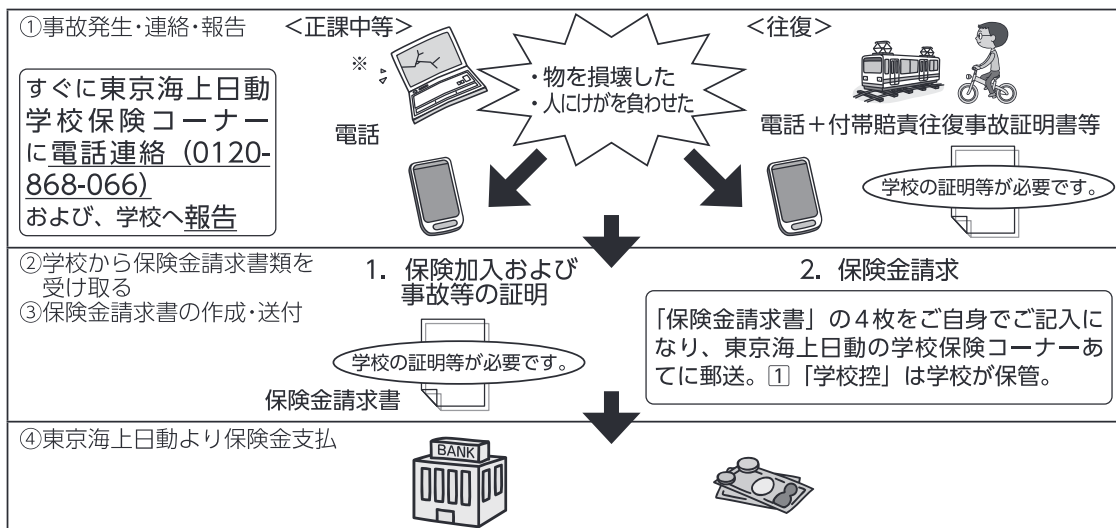 ①事故発生・連絡・報告
すぐに東京海上日動
学校保険コーナー
に電話連絡（0120-
868-066）
および、学校へ報告
＜正課中等＞
※
電話
・物を損壊した
・人にけがを負わせた
＜往復＞
電話＋付帯賠責往復事故証明書等
学校の証明等が必要です。
②学校から保険金請求書類を
受け取る
③保険金請求書の作成・送付
1．保険加入および
事故等の証明
学校の証明等が必要です。
保険金請求書
2．保険金請求
「保険金請求書」の4枚をご自身でご記入に
なり、東京海上日動の学校保険コーナーあ
てに郵送。1「学校控」は学校が保管。
④東京海上日動より保険金支払
BANK